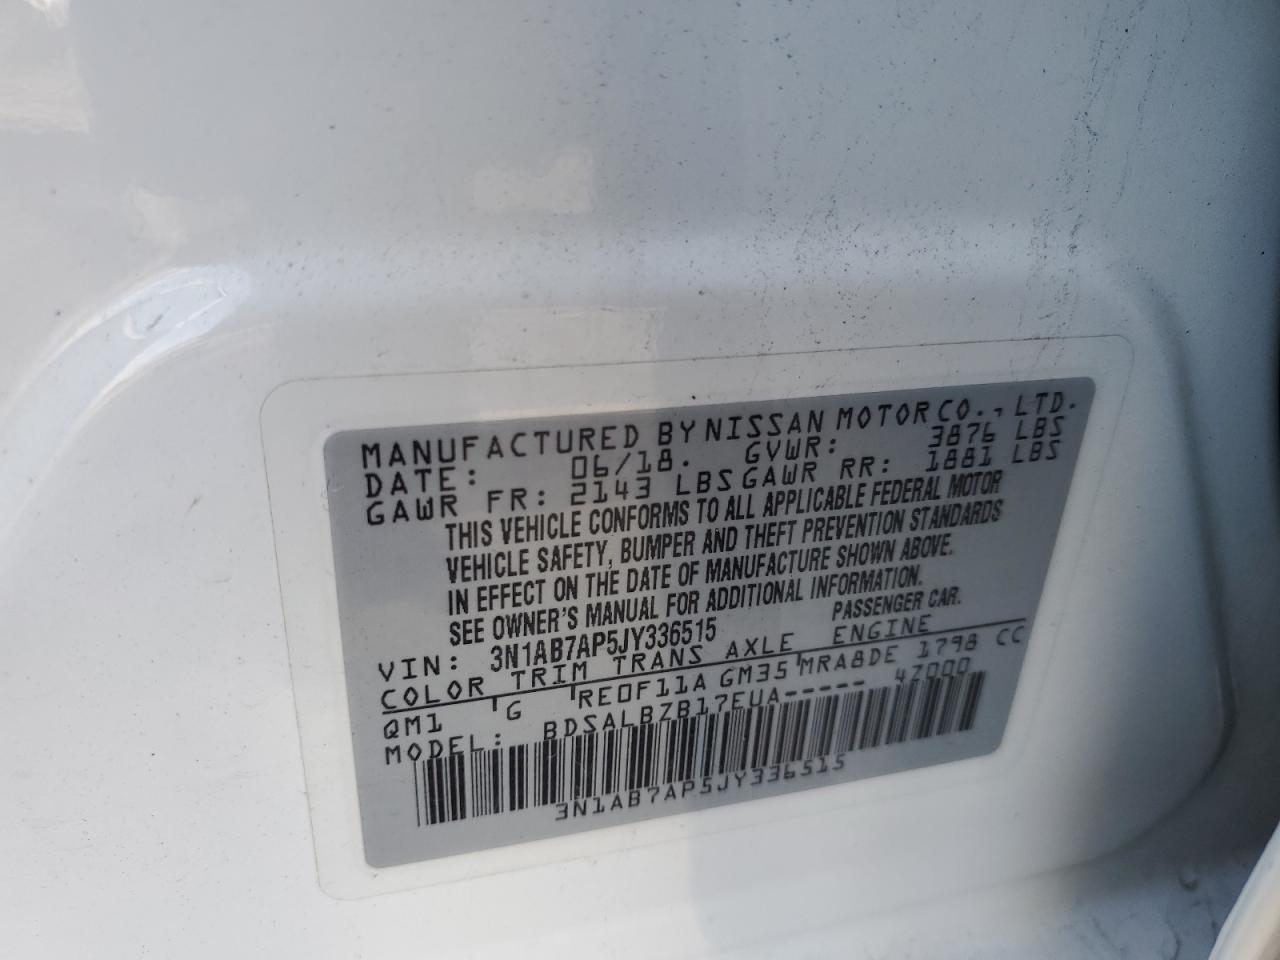 MANUFACTURED BY NISSAN MOTOR CO., LTD.
DATE: 06/18. GVWR: 3876 LBS
GAWR FR: 2143 LBS GAWR RR: 1881 LBS
THIS VEHICLE CONFORMS TO ALL APPLICABLE FEDERAL MOTOR
VEHICLE SAFETY, BUMPER AND THEFT PREVENTION STANDARDS
IN EFFECT ON THE DATE OF MANUFACTURE SHOWN ABOVE.
SEE OWNER'S MANUAL FOR ADDITIONAL INFORMATION.
VIN: 3N1AB7AP5JY336515 PASSENGER CAR.
COLOR TRIM TRANS AXLE ENGINE
QM1 G RE0F11A GM35 MRA8DE 1798 CC
MODEL: BDSALBZB17EUA----- 4Z000
3N1AB7AP5JY336515